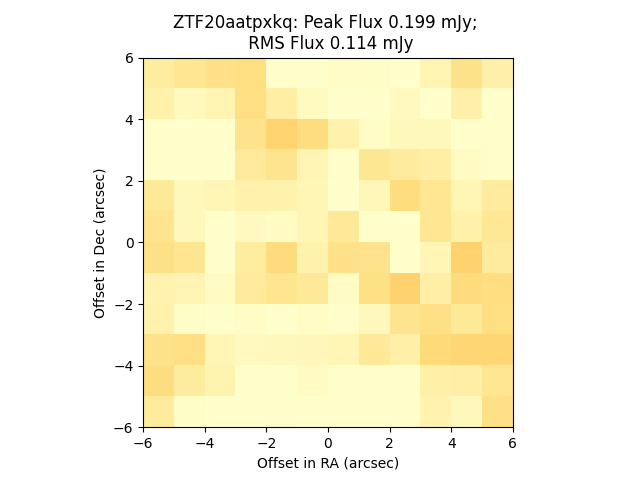 ZTF20aatpxkq: Peak Flux 0.199 mJy;
RMS Flux 0.114 mJy
6
4
2
0
−2
−4
−6
Offset in Dec (arcsec)
−6 −4 −2 0 2 4 6
Offset in RA (arcsec)